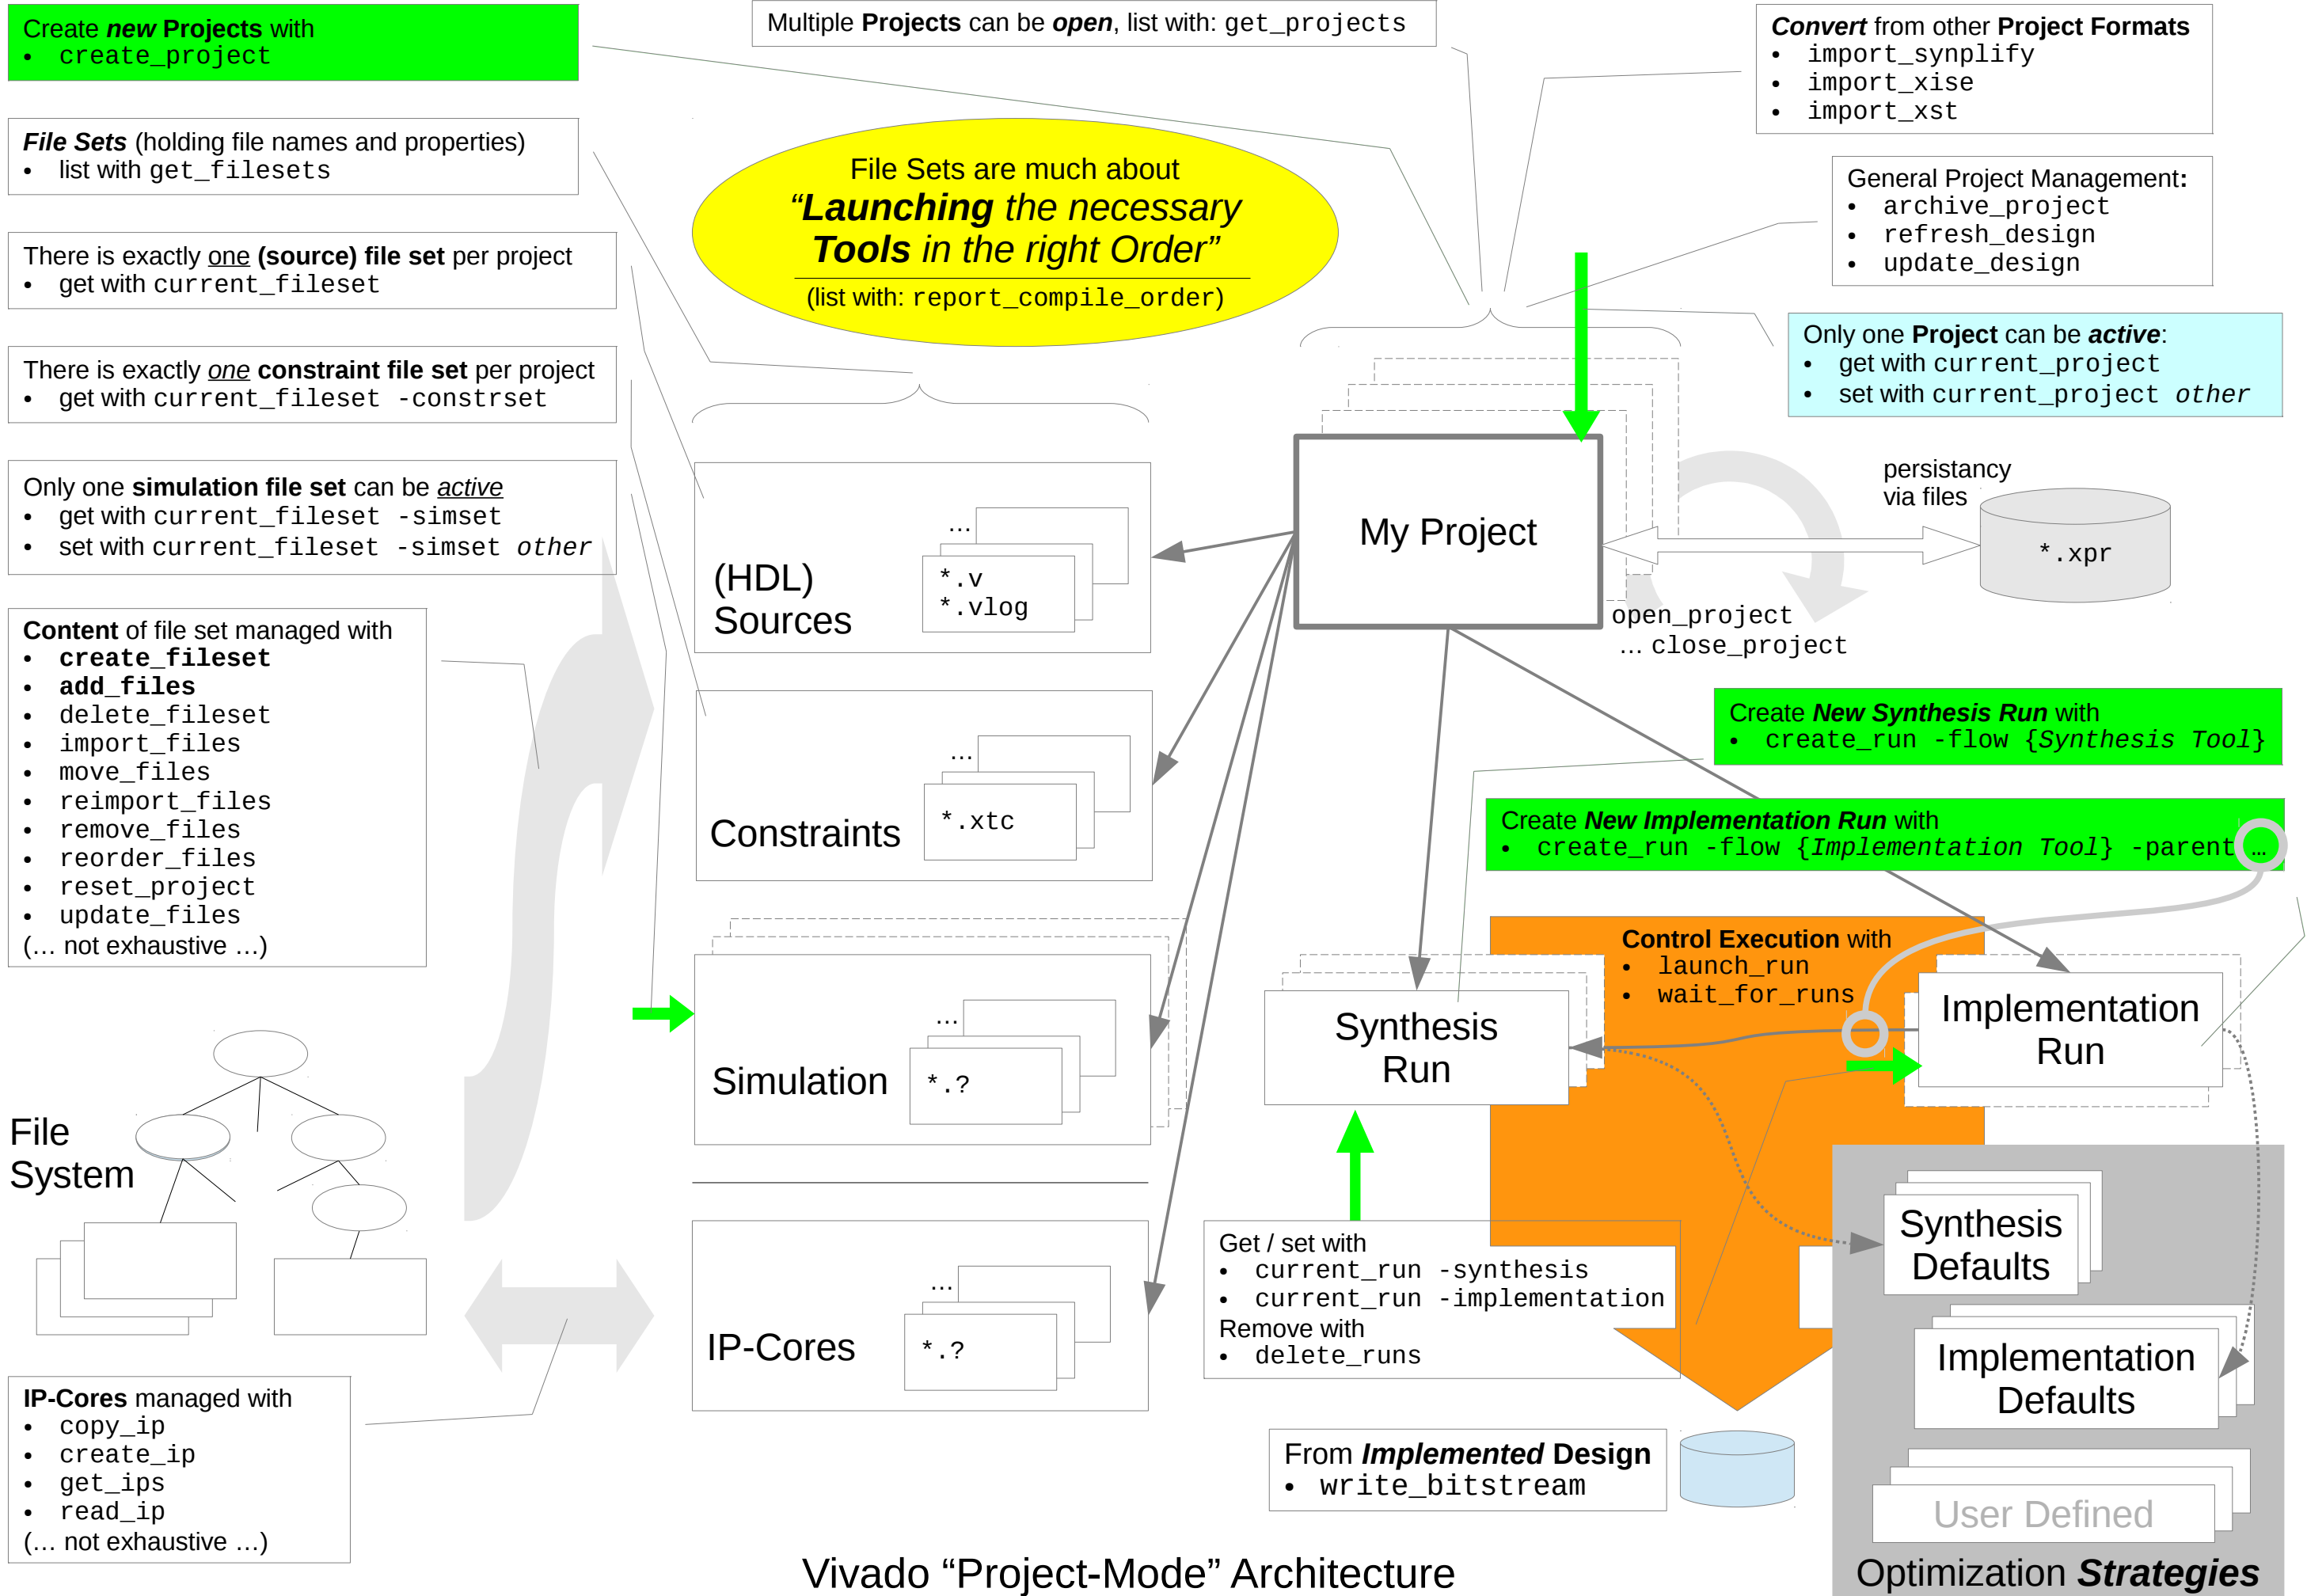 Create new Projects with
• create_project
Multiple Projects can be open, list with: get_projects
Convert from other Project Formats
• import_synplify
• import_xise
• import_xst
File Sets (holding file names and properties)
• list with get_filesets
File Sets are much about
“Launching the necessary
Tools in the right Order”
(list with: report_compile_order)
General Project Management:
• archive_project
• refresh_design
• update_design
There is exactly one (source) file set per project
• get with current_fileset
Only one Project can be active:
• get with current_project
• set with current_project other
There is exactly one constraint file set per project
• get with current_fileset -constrset
Only one simulation file set can be active
• get with current_fileset -simset
• set with current_fileset -simset other
(HDL)
Sources
...
*.v
*.vlog
My Project
persistancy
via files
*.xpr
open_project
... close_project
Content of file set managed with
• create_fileset
• add_files
• delete_fileset
• import_files
• move_files
• reimport_files
• remove_files
• reorder_files
• reset_project
• update_files
(... not exhaustive ...)
Constraints
...
*.xtc
Create New Synthesis Run with
• create_run -flow {Synthesis Tool}
Create New Implementation Run with
• create_run -flow {Implementation Tool} -parent ...
Control Execution with
• launch_run
• wait_for_runs
Simulation
...
*.?
Synthesis
Run
Implementation
Run
File
System
Get / set with
• current_run -synthesis
• current_run -implementation
Remove with
• delete_runs
Synthesis
Defaults
IP-Cores
...
*.?
Implementation
Defaults
IP-Cores managed with
• copy_ip
• create_ip
• get_ips
• read_ip
(... not exhaustive ...)
From Implemented Design
• write_bitstream
User Defined
Vivado “Project-Mode” Architecture
Optimization Strategies